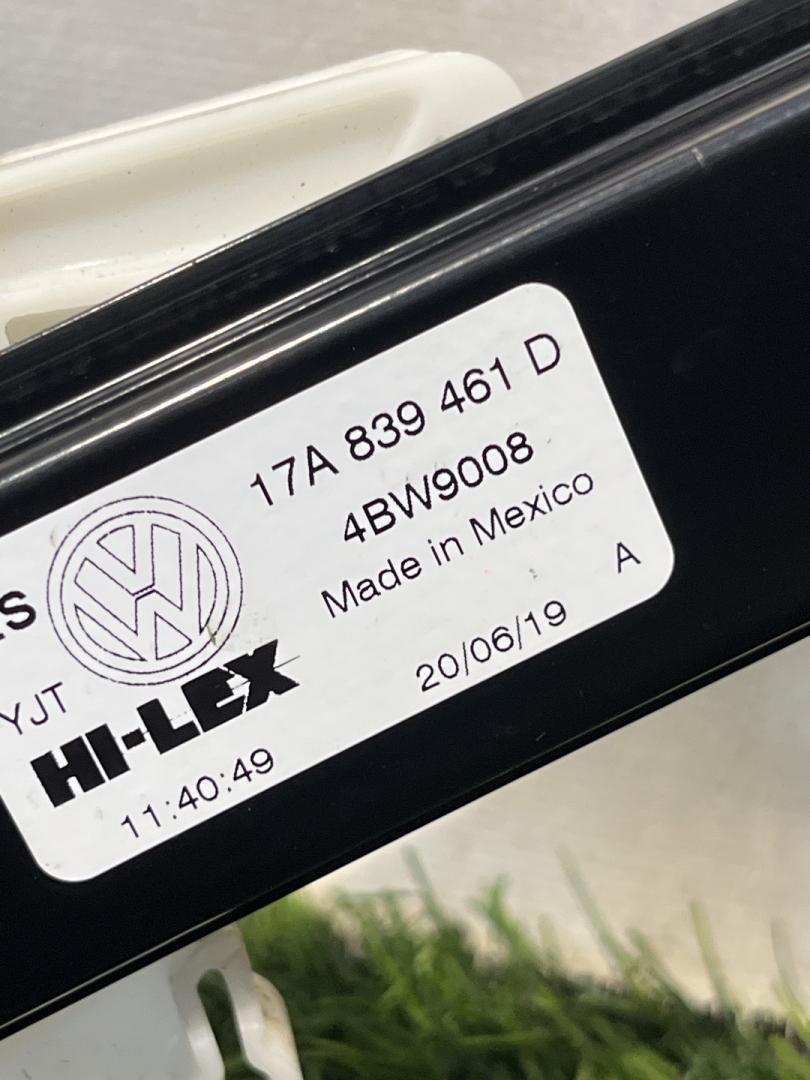 17A 839 461 D
4BW9008
Made in Mexico
A
20/06/19
YJT
HI-LEX
11:40:49